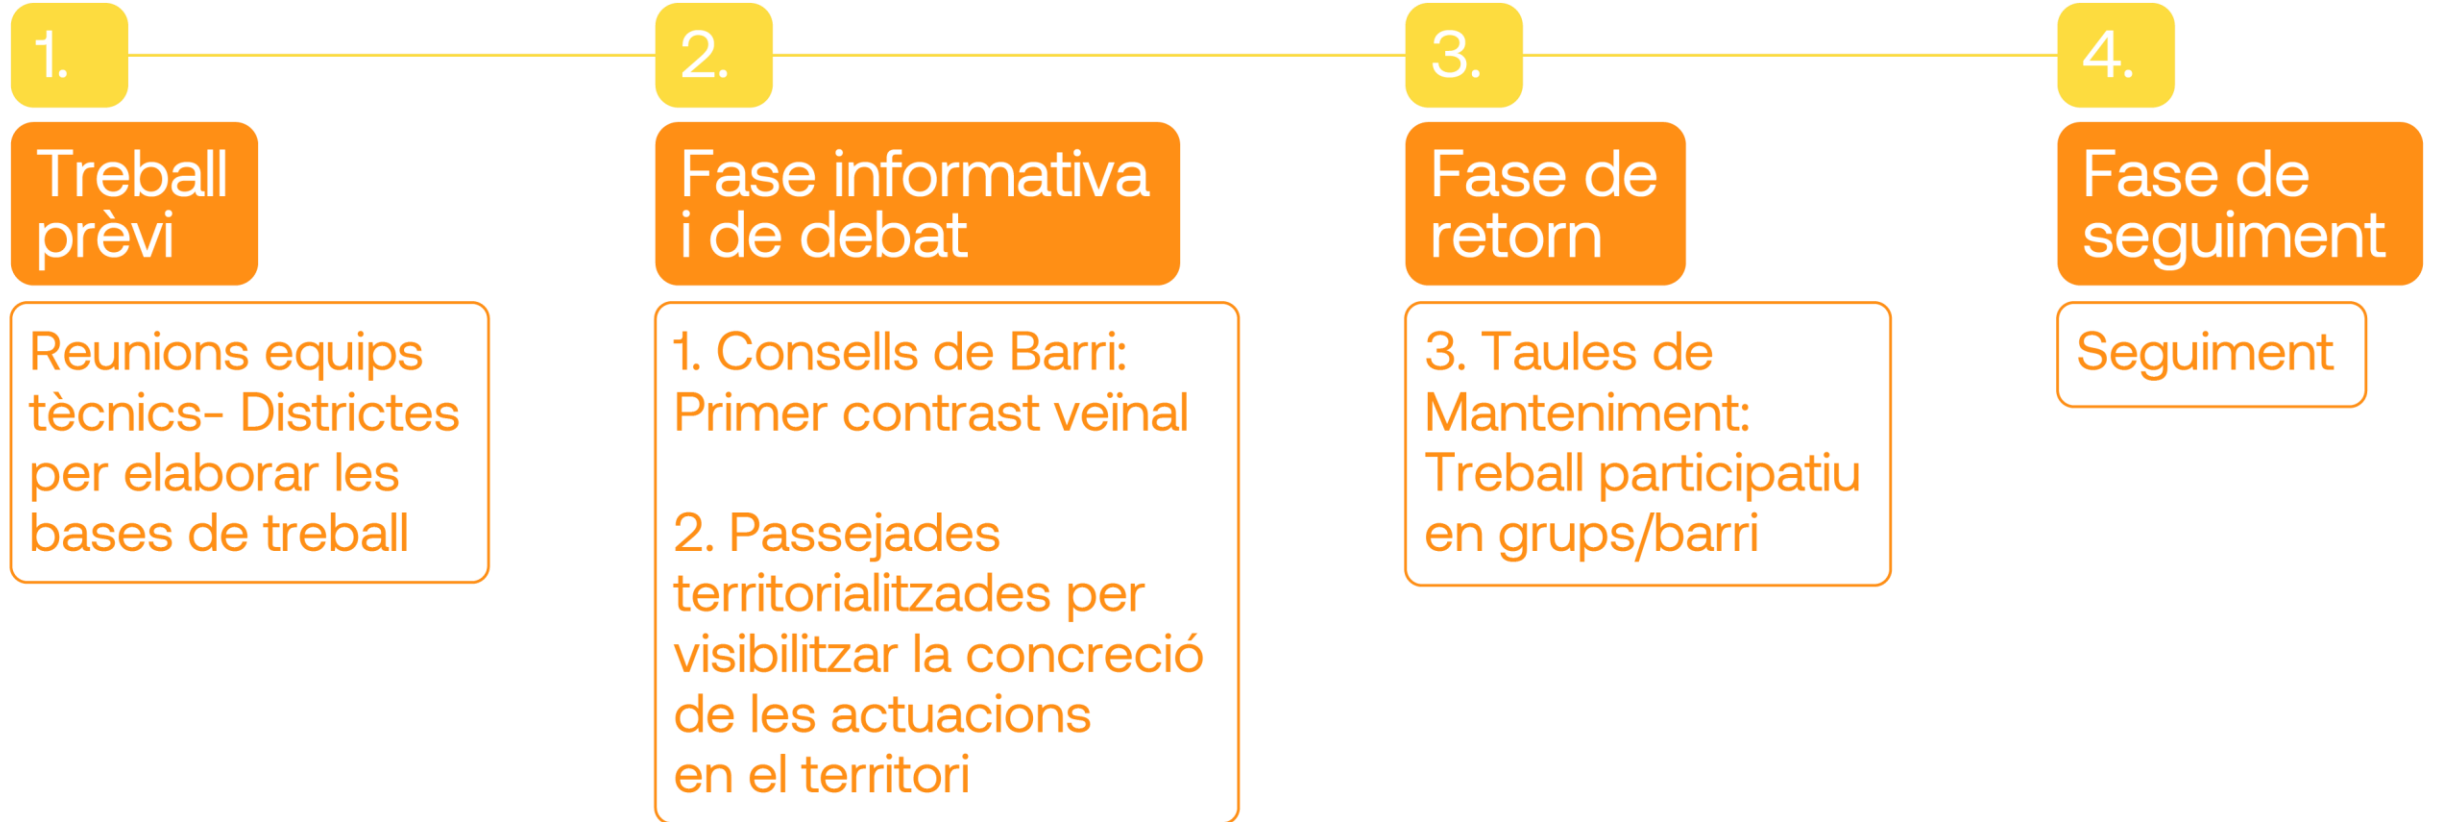 1.
Treball
prèvi
Reunions equips
tècnics- Districtes
per elaborar les
bases de treball
2.
Fase informativa
i de debat
1. Consells de Barri:
Primer contrast veïnal
2. Passejades
territorialitzades per
visibilitzar la concreció
de les actuacions
en el territori
3.
Fase de
retorn
3. Taules de
Manteniment:
Treball participatiu
en grups/barri
4.
Fase de
seguiment
Seguiment